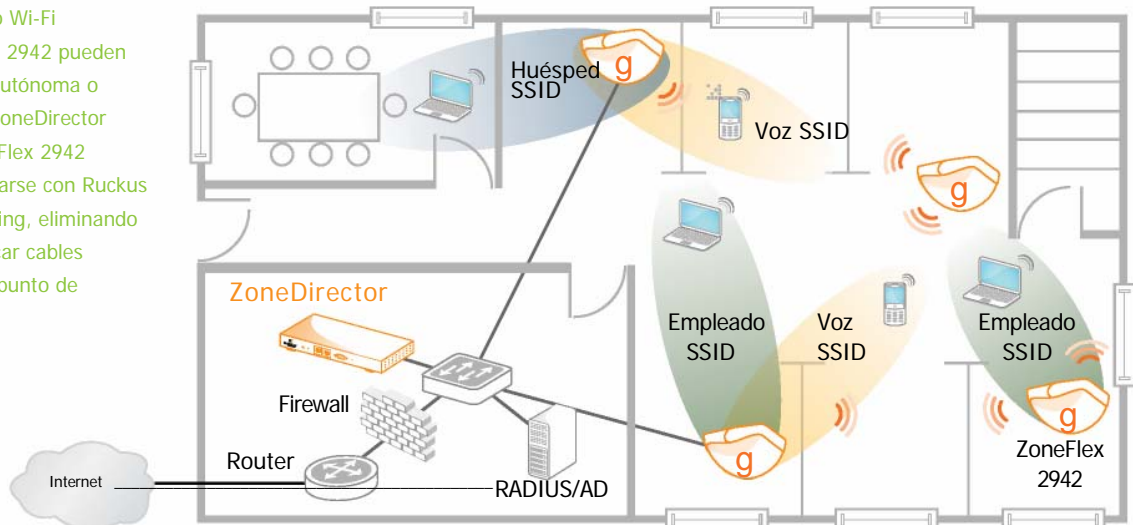 o Wi-Fi
2942 pueden
utónoma o
oneDirector
Flex 2942
arse con Ruckus
ing, eliminando
car cables
punto de
Huésped
SSID
g
Voz SSID
g
ZoneDirector
Empleado
SSID
Voz
SSID
Empleado
SSID
Firewall
g
g
ZoneFlex
2942
Router
Internet
RADIUS/AD